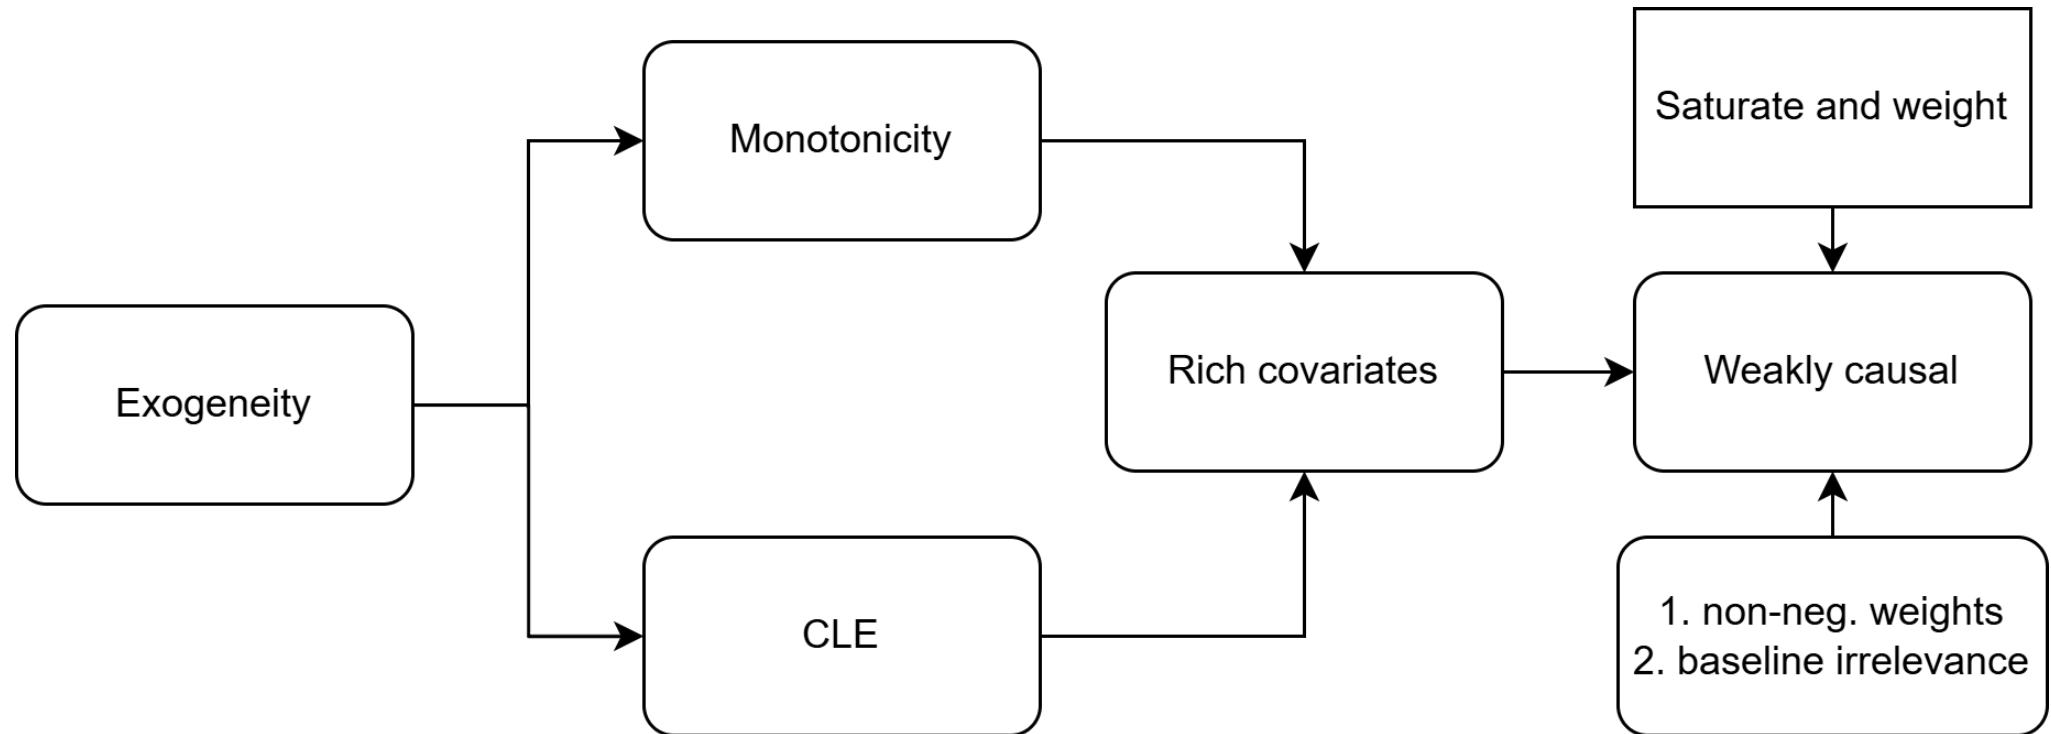 Exogeneity
Monotonicity
CLE
Rich covariates
Saturate and weight
Weakly causal
1. non-neg. weights
2. baseline irrelevance